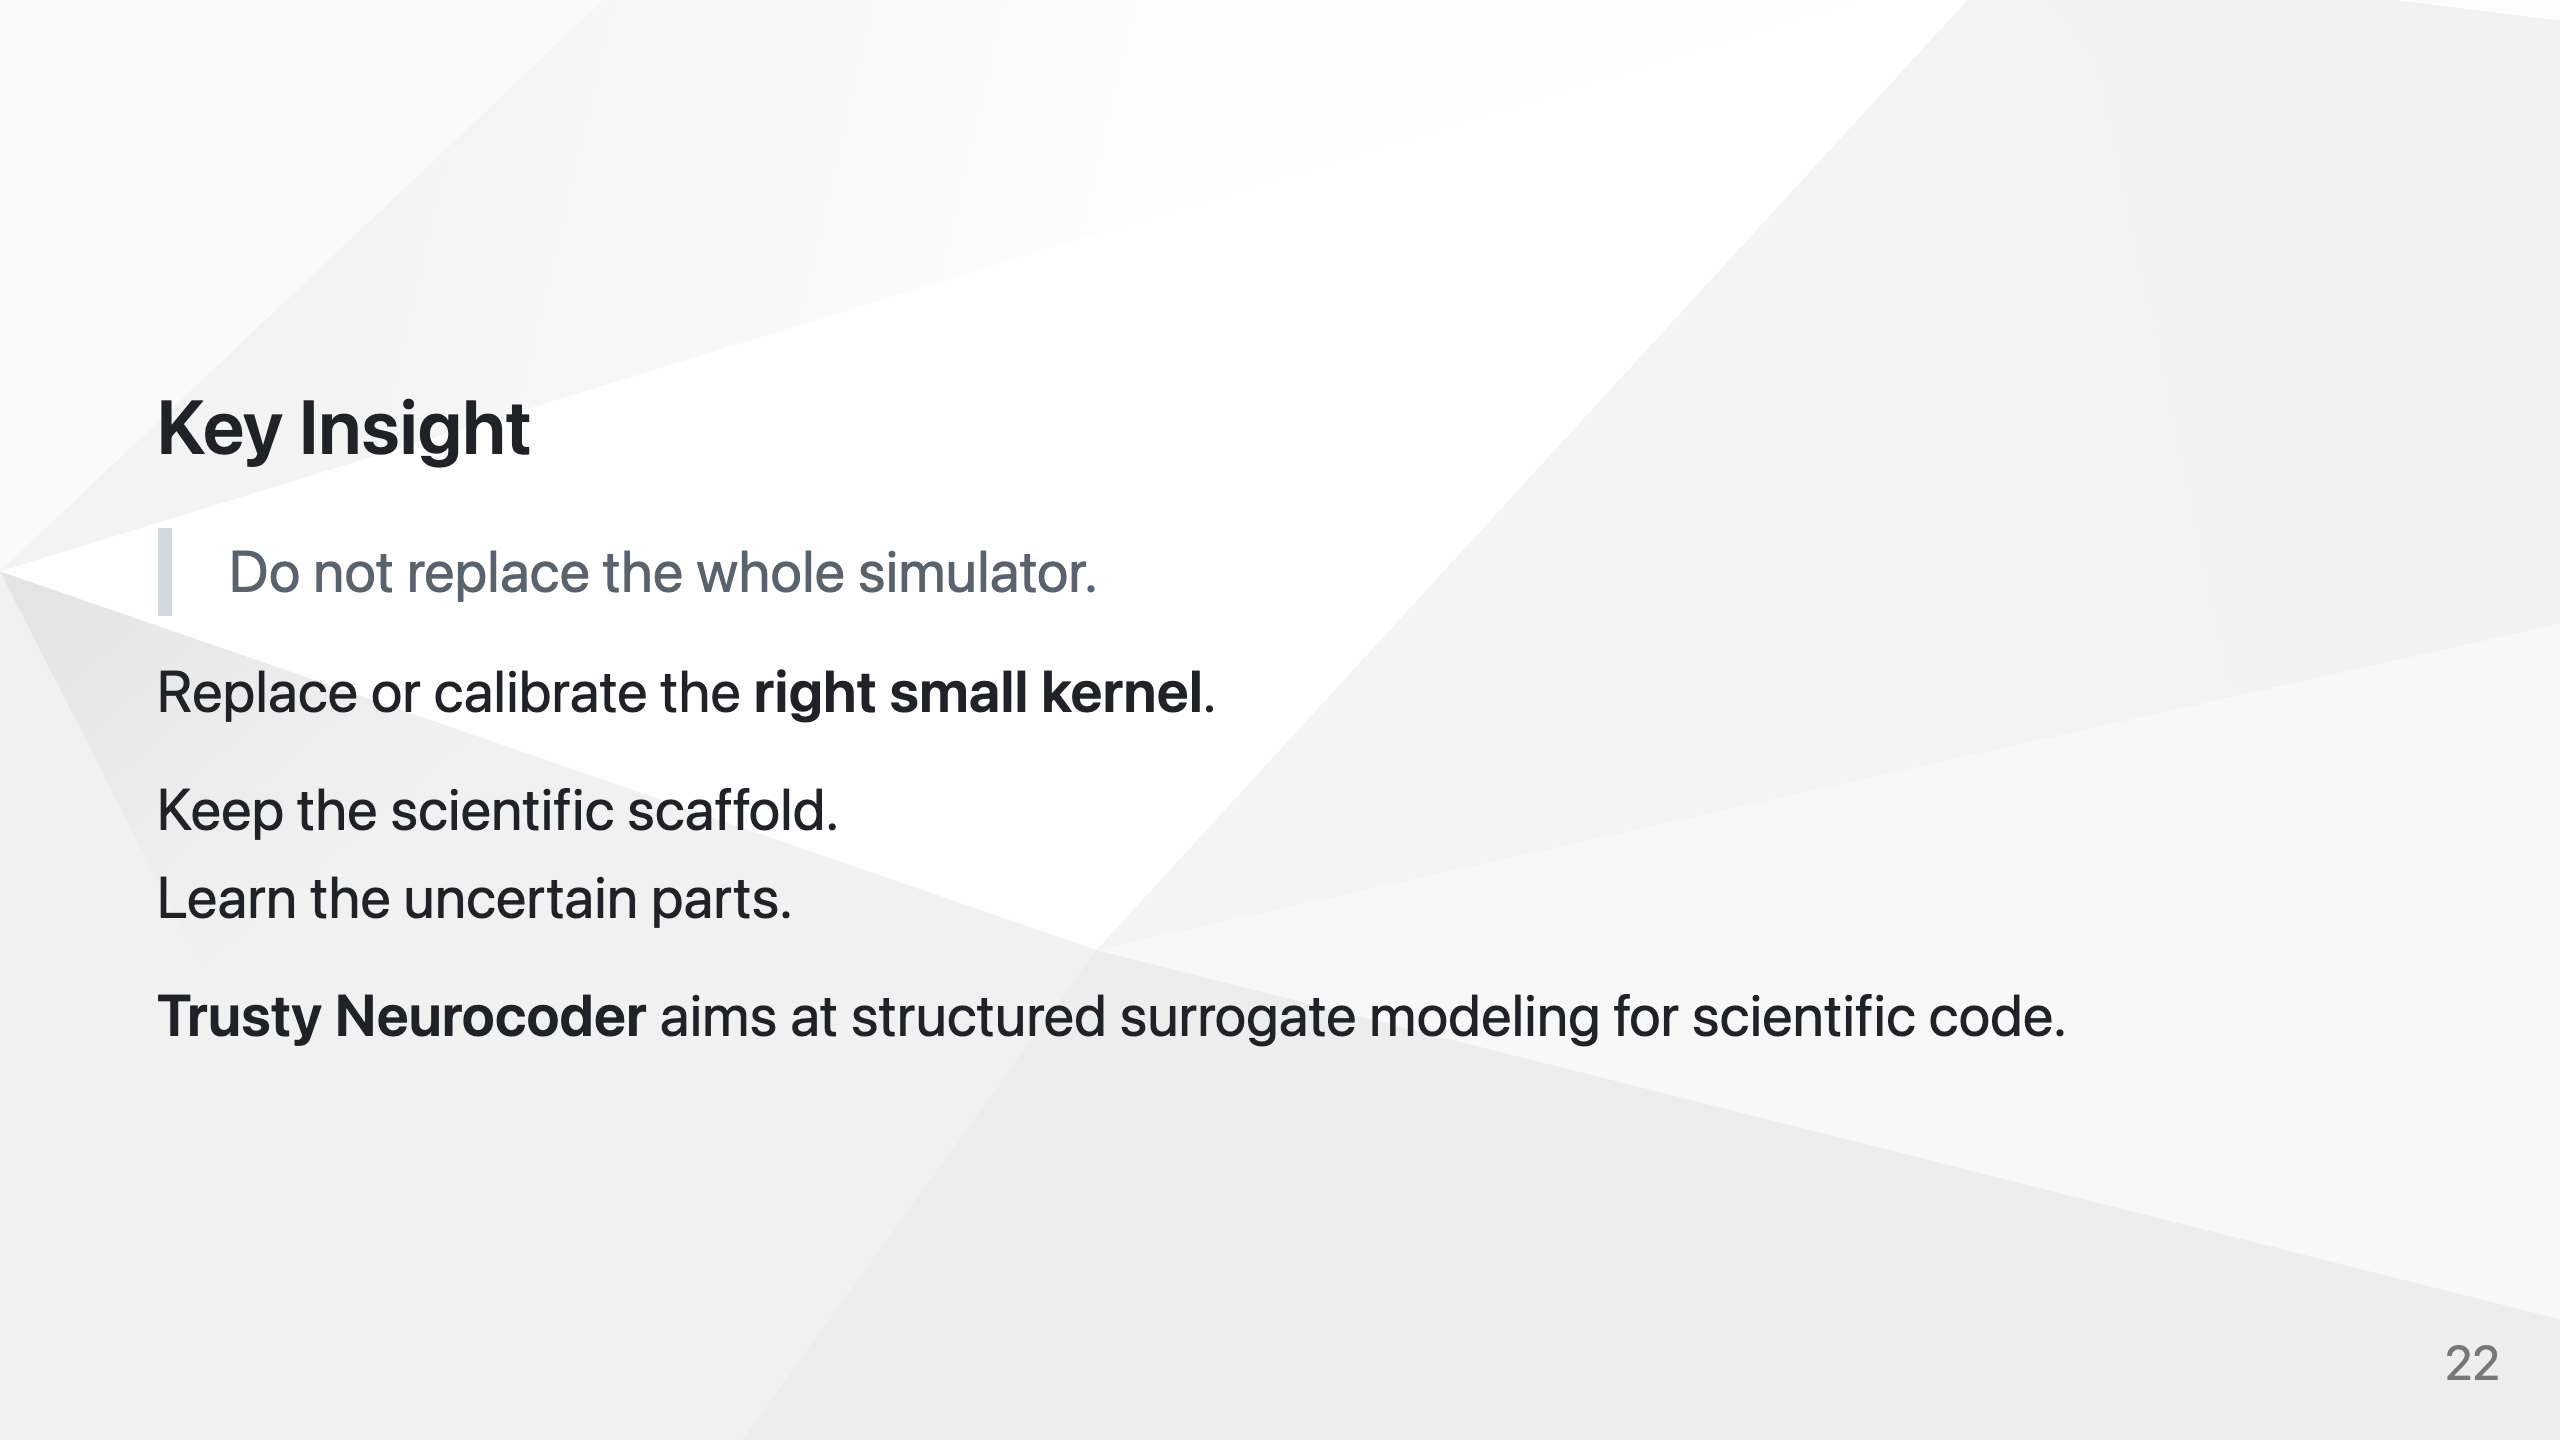 Key Insight
Do not replace the whole simulator.
Replace or calibrate the right small kernel.
Keep the scientific scaffold.
Learn the uncertain parts.
Trusty Neurocoder aims at structured surrogate modeling for scientific code.
22